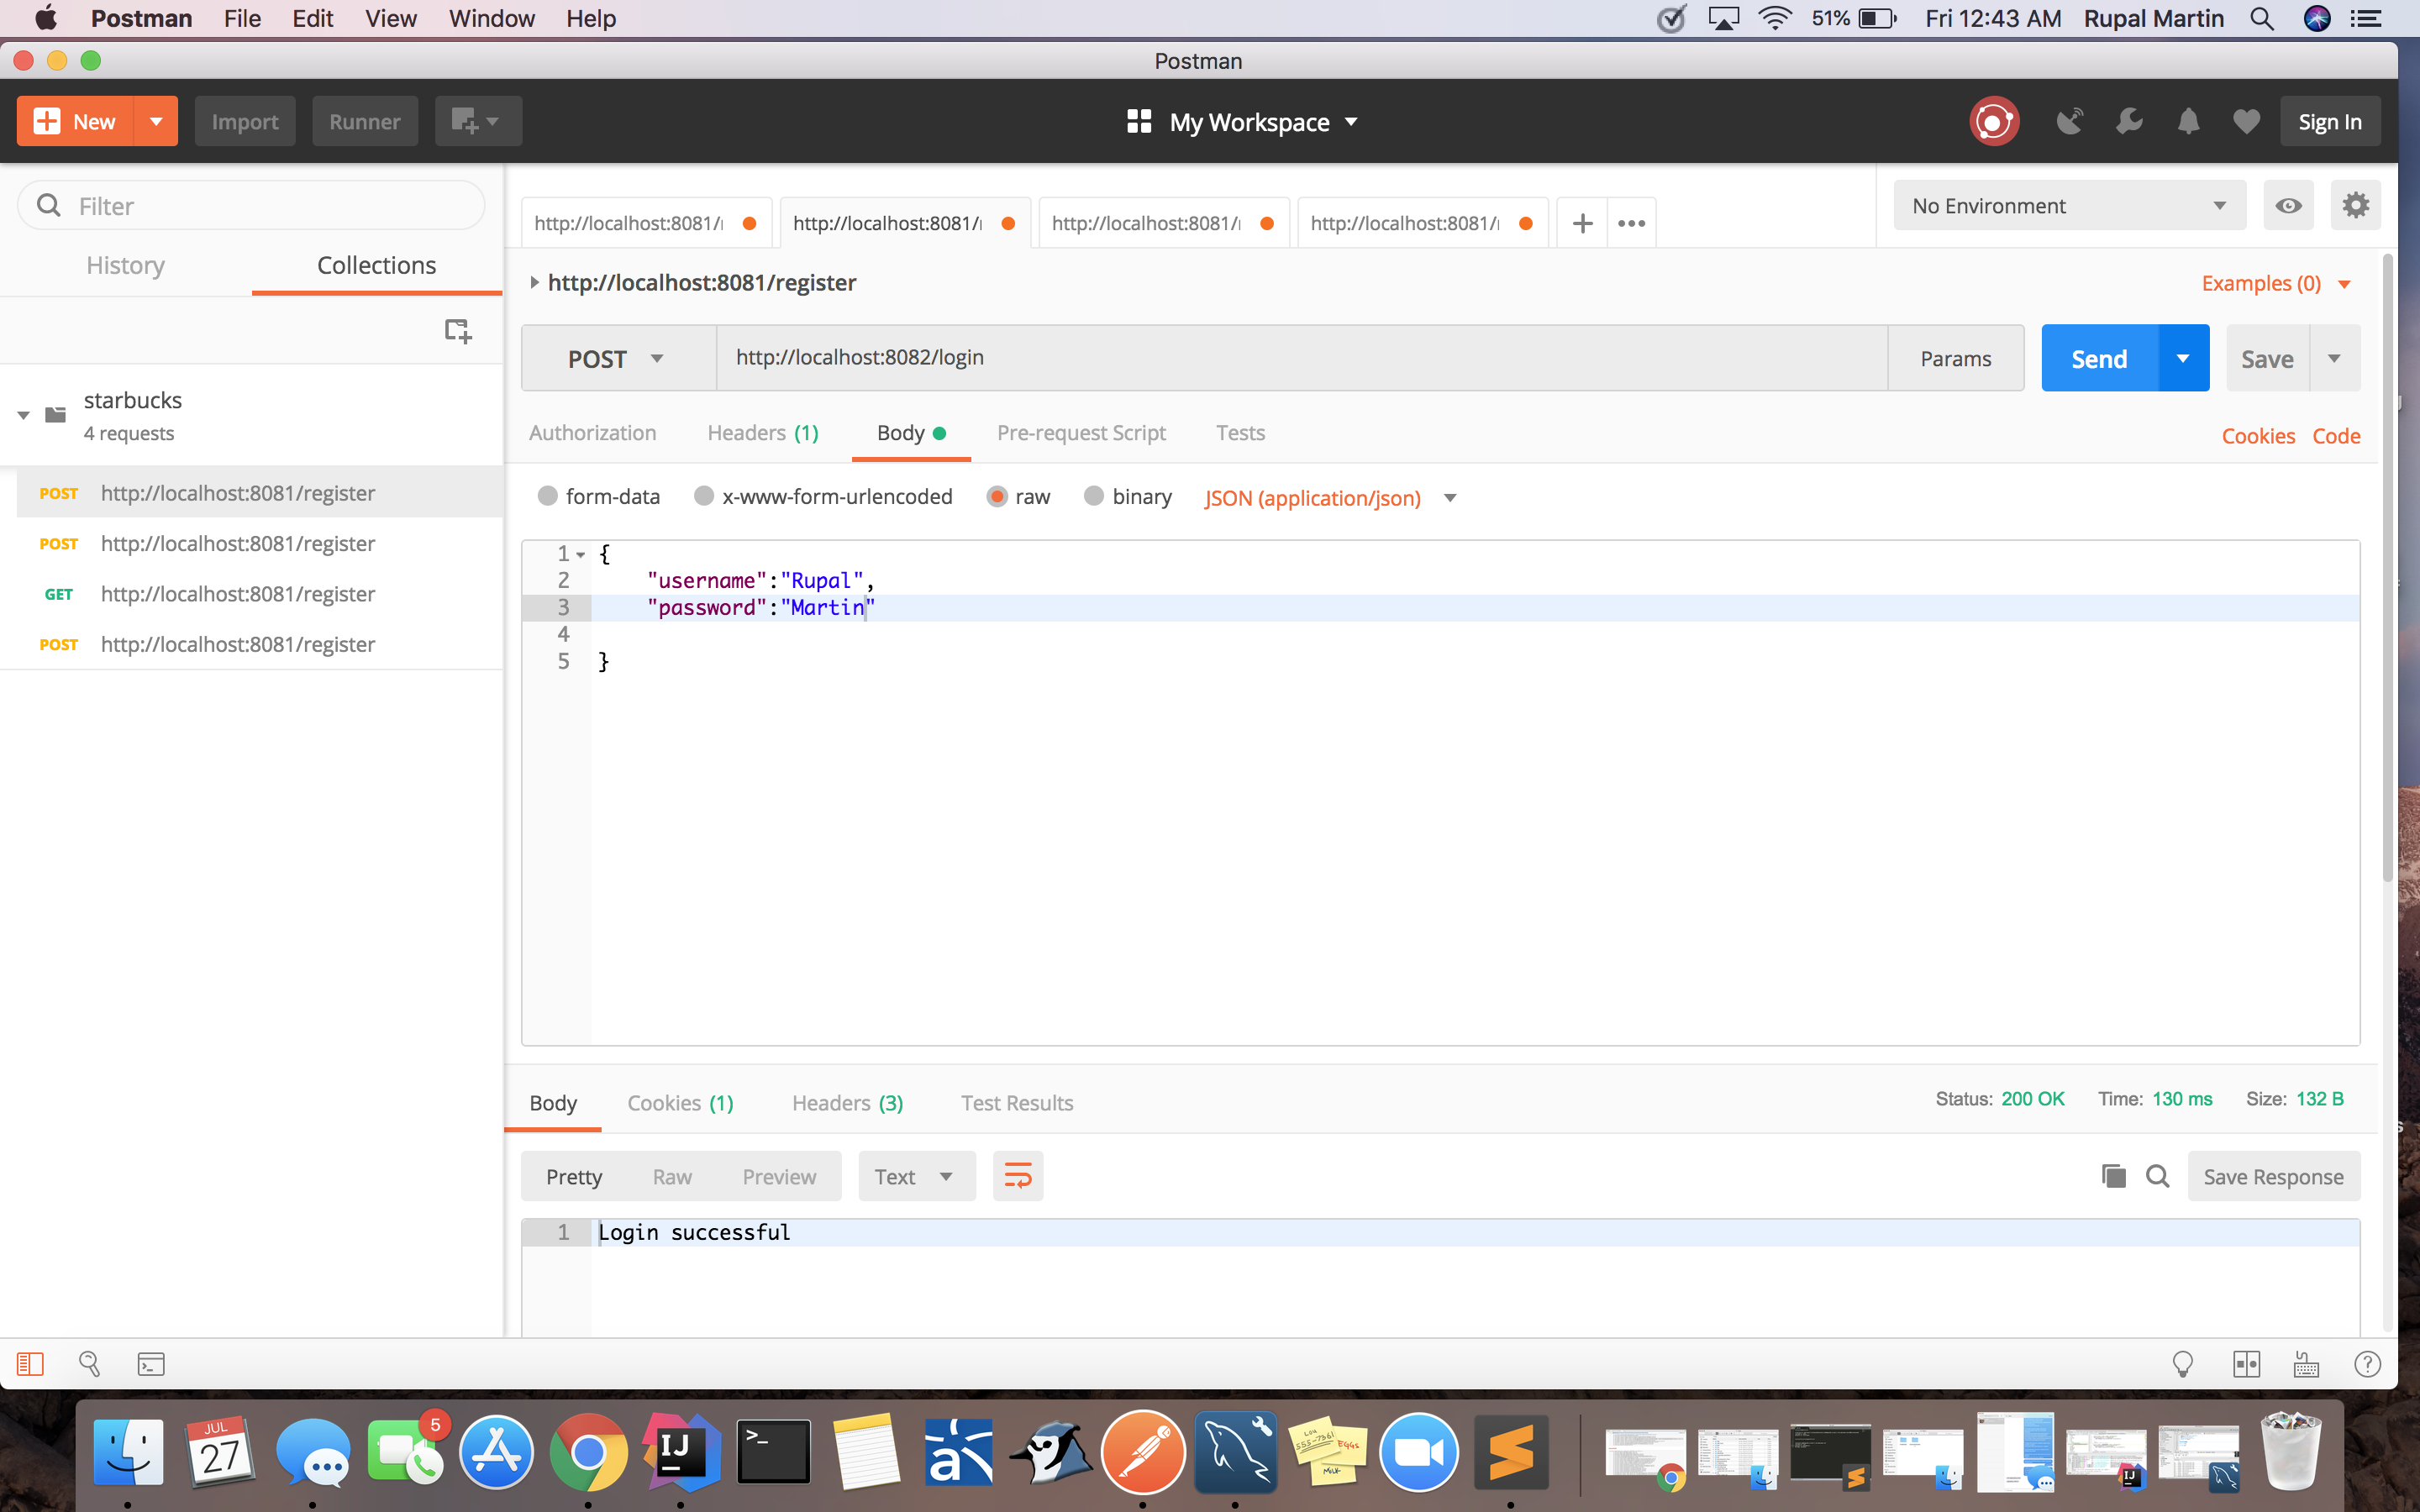 Postman File Edit View Window Help 51% Fri 12:43 AM Rupal Martin
Postman
New Import Runner My Workspace Sign In
Filter
History Collections
starbucks
4 requests
POST http://localhost:8081/register
POST http://localhost:8081/register
GET http://localhost:8081/register
POST http://localhost:8081/register
http://localhost:8081/ http://localhost:8081/ http://localhost:8081/ http://localhost:8081/ No Environment
http://localhost:8081/register Examples (0)
POST http://localhost:8082/login Params Send Save
Authorization Headers (1) Body Pre-request Script Tests Cookies Code
form-data x-www-form-urlencoded raw binary JSON (application/json)
1 {
2 "username":"Rupal",
3 "password":"Martin"
4
5 }
Body Cookies (1) Headers (3) Test Results Status: 200 OK Time: 130 ms Size: 132 B
Pretty Raw Preview Text Save Response
1 Login successful
JUL
27
5
IJ
>_
as
EGGS
MILK
IJ